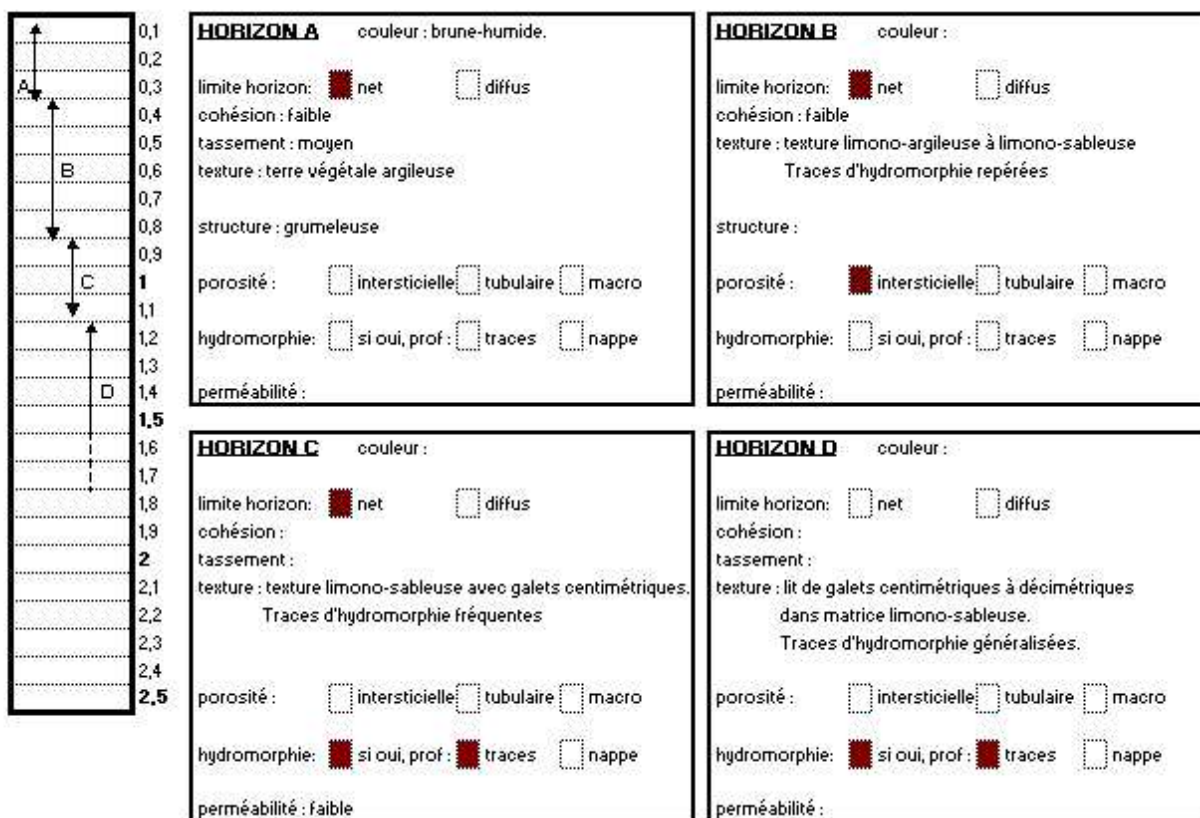 0,1
0,2
0,3
0,4
0,5
0,6
0,7
0,8
0,9
1
1,1
1,2
1,3
1,4
1,5
1,6
1,7
1,8
1,9
2
2,1
2,2
2,3
2,4
2,5
A
B
C
D
HORIZON A couleur : brune-humide.
limite horizon: net diffus
cohésion : faible
tassement : moyen
texture : terre végétale argileuse
structure : grumeleuse
porosité : intersticielle tubulaire macro
hydromorphie: si oui, prof : traces nappe
perméabilité :
HORIZON B couleur :
limite horizon: net diffus
cohésion : faible
texture : texture limono-argileuse à limono-sableuse
Traces d'hydromorphie repérées
structure :
porosité : intersticielle tubulaire macro
hydromorphie: si oui, prof : traces nappe
perméabilité :
HORIZON C couleur :
limite horizon: net diffus
cohésion :
tassement :
texture : texture limono-sableuse avec galets centimétriques.
Traces d'hydromorphie fréquentes
porosité : intersticielle tubulaire macro
hydromorphie: si oui, prof : traces nappe
perméabilité : faible
HORIZON D couleur :
limite horizon: net diffus
cohésion :
tassement :
texture : lit de galets centimétriques à décimétriques
dans matrice limono-sableuse.
Traces d'hydromorphie généralisées.
porosité : intersticielle tubulaire macro
hydromorphie: si oui, prof : traces nappe
perméabilité :